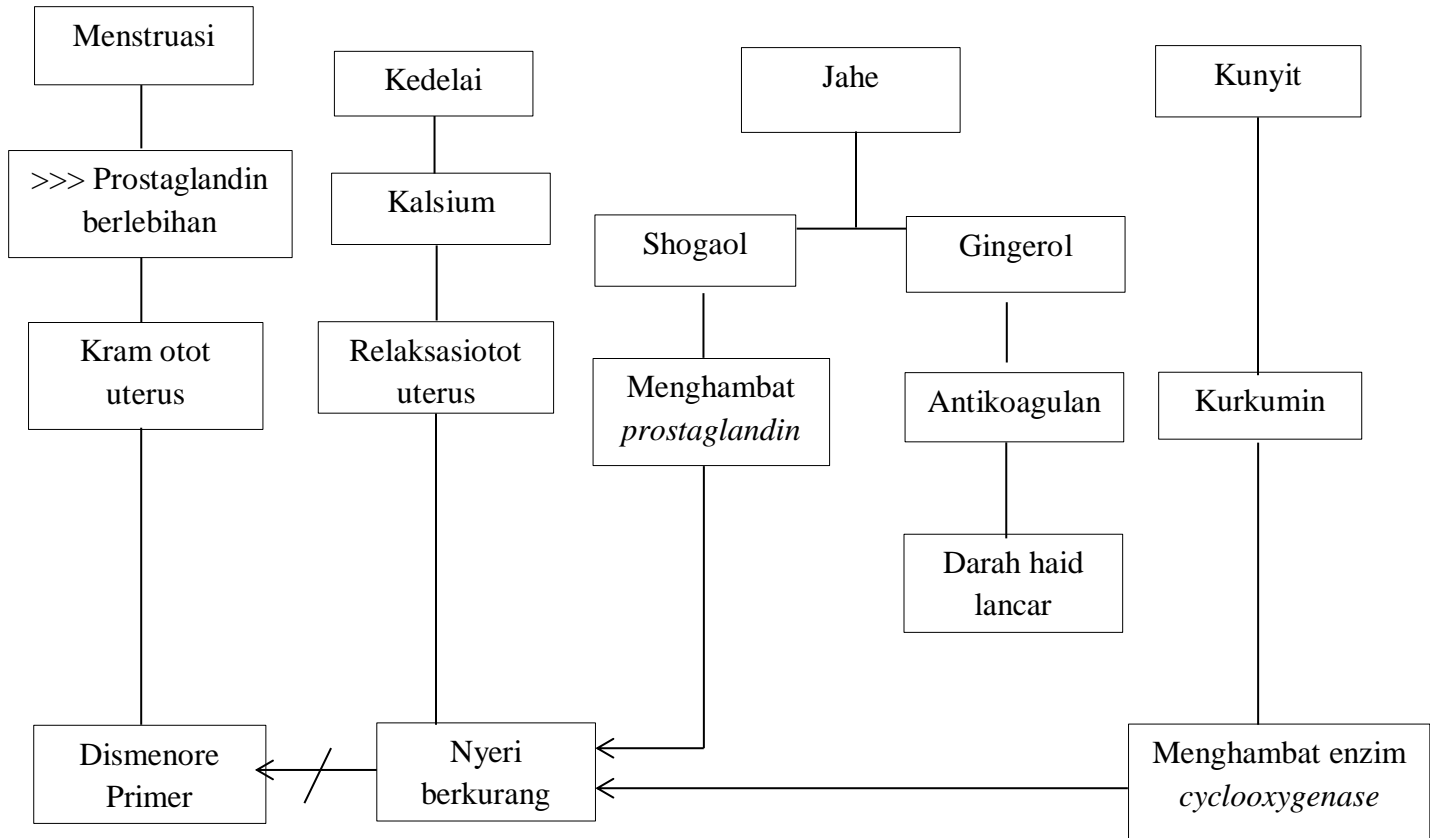 Menstruasi
>>> Prostaglandin
berlebihan
Kram otot
uterus
Dismenore
Primer
Kedelai
Kalsium
Relaksasiotot
uterus
Nyeri
berkurang
Jahe
Shogaol
Menghambat
prostaglandin
Gingerol
Antikoagulan
Darah haid
lancar
Kunyit
Kurkumin
Menghambat enzim
cyclooxygenase